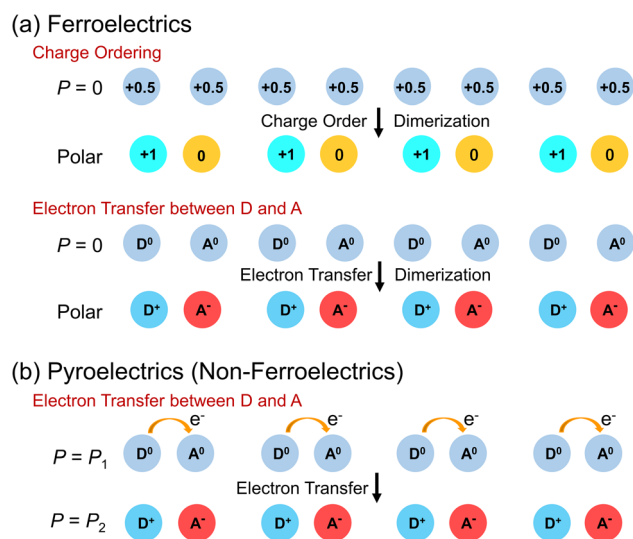 (a) Ferroelectrics
Charge Ordering
P = 0 +0.5 +0.5 +0.5 +0.5 +0.5 +0.5 +0.5 +0.5
Charge Order Dimerization
Polar +1 0 +1 0 +1 0 +1 0
Electron Transfer between D and A
P = 0 D⁰ A⁰ D⁰ A⁰ D⁰ A⁰ D⁰ A⁰
Electron Transfer Dimerization
Polar D⁺ A⁻ D⁺ A⁻ D⁺ A⁻ D⁺ A⁻
(b) Pyroelectrics (Non-Ferroelectrics)
Electron Transfer between D and A
e⁻ e⁻ e⁻ e⁻
P = P₁ D⁰ A⁰ D⁰ A⁰ D⁰ A⁰ D⁰ A⁰
Electron Transfer
P = P₂ D⁺ A⁻ D⁺ A⁻ D⁺ A⁻ D⁺ A⁻